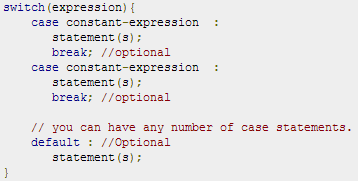 switch(expression){
    case constant-expression  :
       statement(s);
       break; //optional
    case constant-expression  :
       statement(s);
       break; //optional

    // you can have any number of case statements.
    default : //Optional
       statement(s);
}